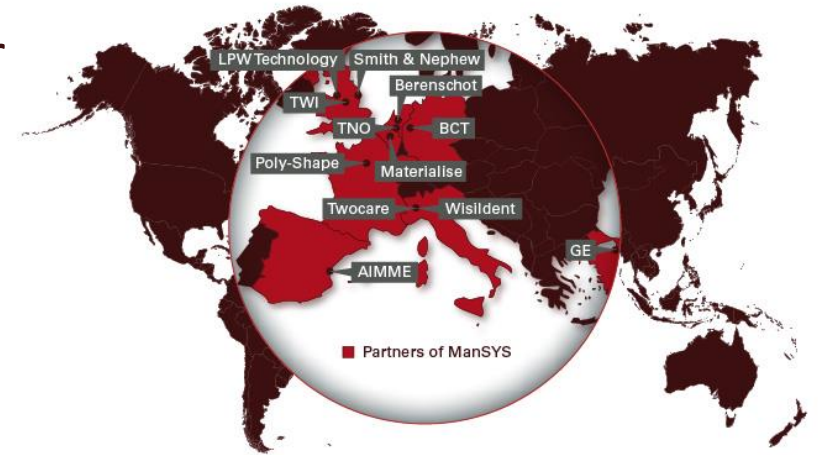 LPW Technology
Smith & Nephew
Berenschot
TWI
TNO
BCT
Poly-Shape
Materialise
Twocare
Wisildent
GE
AIMME
Partners of ManSYS